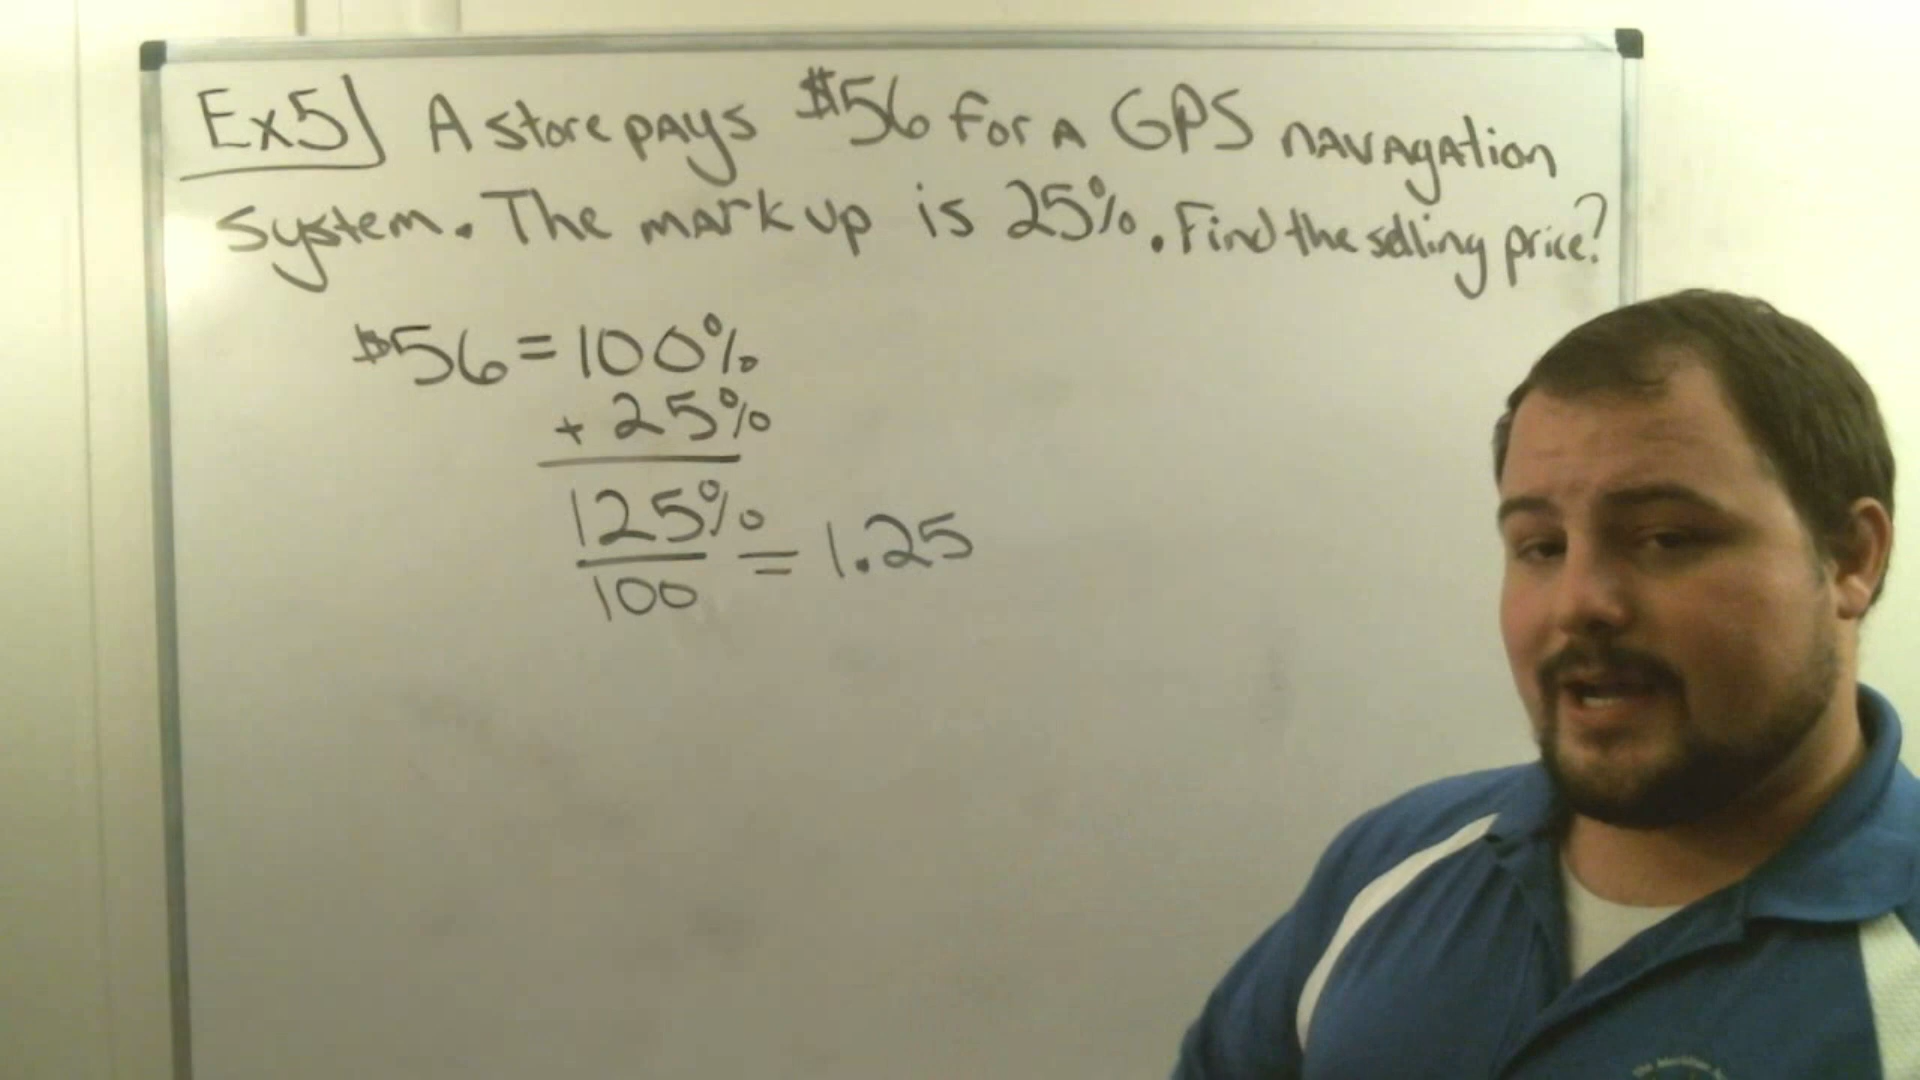 Ex5) A store pays $56 for a GPS navagation
system. The mark up is 25%. Find the selling price?
$56 = 100%
+ 25%
125%
100
= 1.25